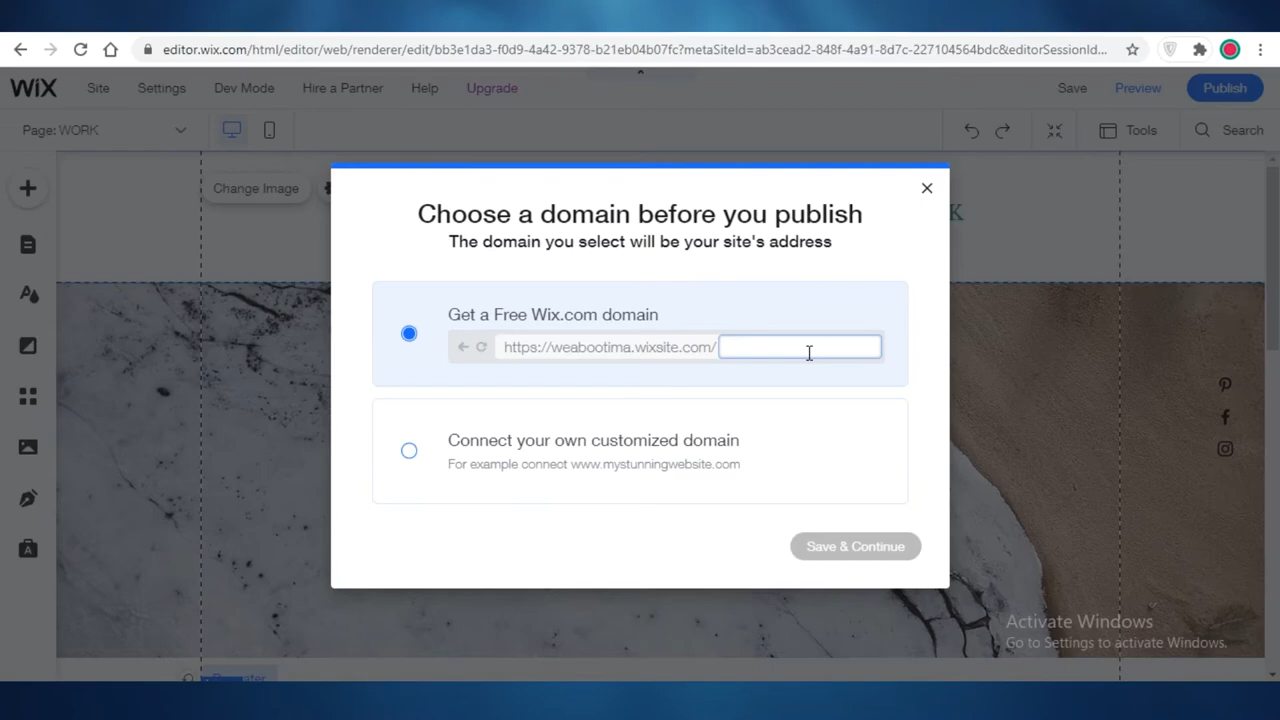 editor.wix.com/html/editor/web/renderer/edit/bb3e1da3-f0d9-4a42-9378-b21eb04b07fc?metaSiteId=ab3cead2-848f-4a91-8d7c-227104564bdc&editorSessionId...
WiX Site Settings Dev Mode Hire a Partner Help Upgrade Save Preview Publish
Page: WORK Tools Search
Change Image
K
Choose a domain before you publish
The domain you select will be your site's address
Get a Free Wix.com domain
https://weabootima.wixsite.com/
Connect your own customized domain
For example connect www.mystunningwebsite.com
Save & Continue
Activate Windows
Go to Settings to activate Windows.